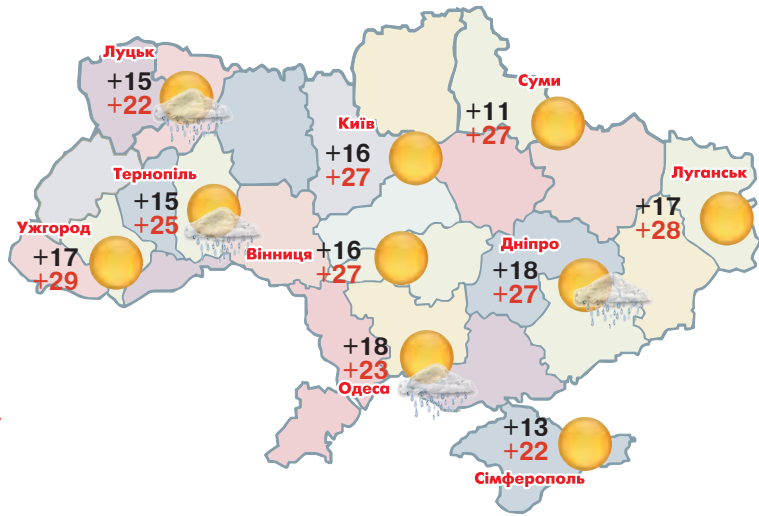 Луцьк
+15
+22
Суми
+11
+27
Київ
+16
+27
Тернопіль
+15
+25
Луганськ
+17
+28
Ужгород
+17
+29
Вінниця
+16
+27
Дніпро
+18
+27
+18
+23
Одеса
+13
+22
Сімферополь